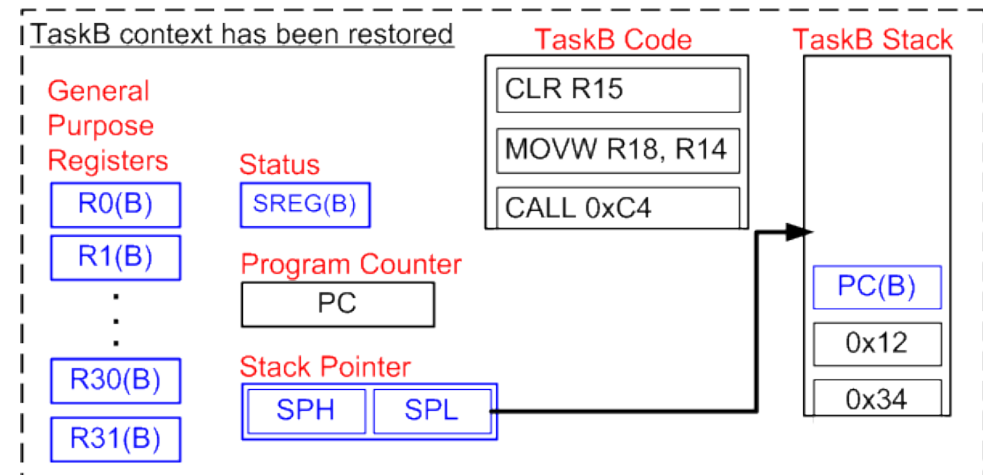 TaskB context has been restored
General
Purpose
Registers
R0(B)
R1(B)
R30(B)
R31(B)
Status
SREG(B)
Program Counter
PC
Stack Pointer
SPH SPL
TaskB Code
CLR R15
MOVW R18, R14
CALL 0xC4
TaskB Stack
PC(B)
0x12
0x34